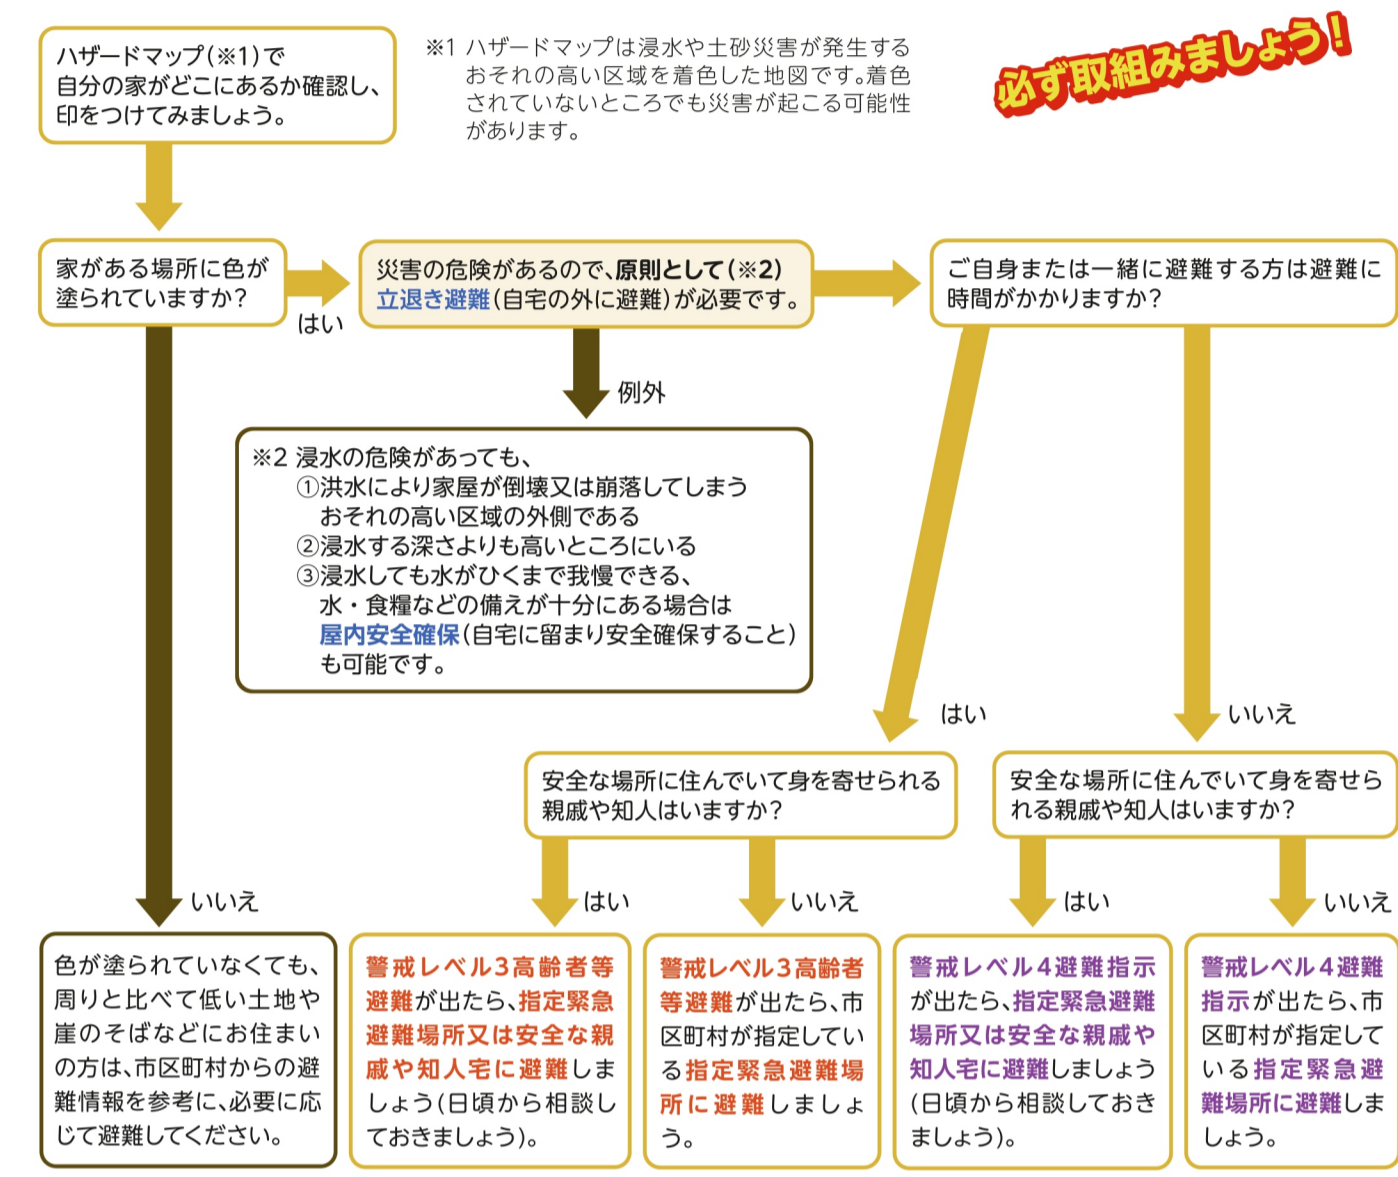 ハザードマップ(※1)で
自分の家がどこにあるか確認し、
印をつけてみましょう。
※1 ハザードマップは浸水や土砂災害が発生する
おそれの高い区域を着色した地図です。着色
されていないところでも災害が起こる可能性
があります。
必ず取組みましょう!
家がある場所に色が
塗られていますか?
はい
災害の危険があるので、原則として(※2)
立退き避難(自宅の外に避難)が必要です。
ご自身または一緒に避難する方は避難に
時間がかかりますか?
例外
※2 浸水の危険があっても、
①洪水により家屋が倒壊又は崩落してしまう
おそれの高い区域の外側である
②浸水する深さよりも高いところにいる
③浸水しても水がひくまで我慢できる、
水・食糧などの備えが十分にある場合は
屋内安全確保(自宅に留まり安全確保すること)
も可能です。
はい
いいえ
安全な場所に住んでいて身を寄せられる
親戚や知人はいますか?
安全な場所に住んでいて身を寄せら
れる親戚や知人はいますか?
いいえ
はい
いいえ
はい
いいえ
色が塗られていなくても、
周りと比べて低い土地や
崖のそばなどにお住まい
の方は、市区町村からの避
難情報を参考に、必要に応
じて避難してください。
警戒レベル3高齢者等
避難が出たら、指定緊急
避難場所又は安全な親
戚や知人宅に避難しま
しょう(日頃から相談し
ておきましょう)。
警戒レベル3高齢者
等避難が出たら、市
区町村が指定してい
る指定緊急避難場
所に避難しましょ
う。
警戒レベル4避難指示
が出たら、指定緊急避難
場所又は安全な親戚や
知人宅に避難しましょう
(日頃から相談しておき
ましょう)。
警戒レベル4避難
指示が出たら、市
区町村が指定して
いる指定緊急避
難場所に避難しま
しょう。